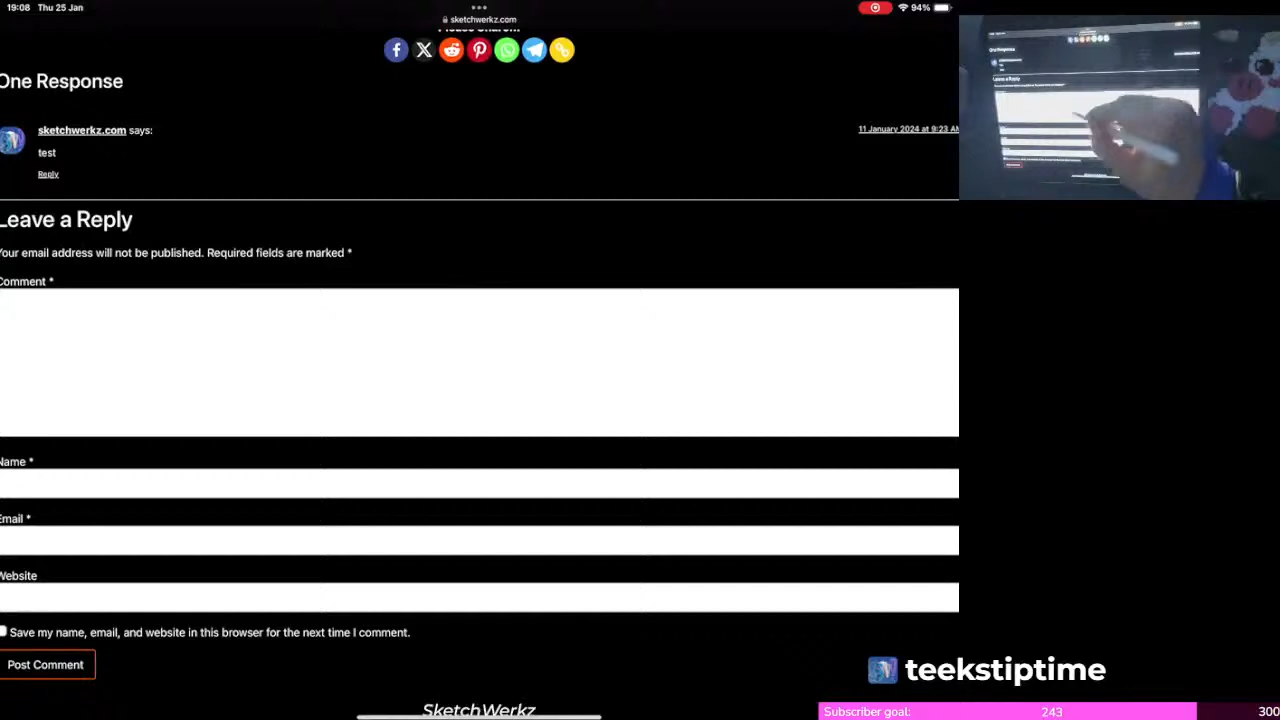 19:08 Thu 25 Jan
94%
sketchwerkz.com
One Response
sketchwerkz.com says:
11 January 2024 at 9:23 AM
test
Reply
Leave a Reply
Your email address will not be published. Required fields are marked *
Comment *
Name *
Email *
Website
Save my name, email, and website in this browser for the next time I comment.
Post Comment
SketchWerkz
teekstiptime
Subscriber goal: 243 300